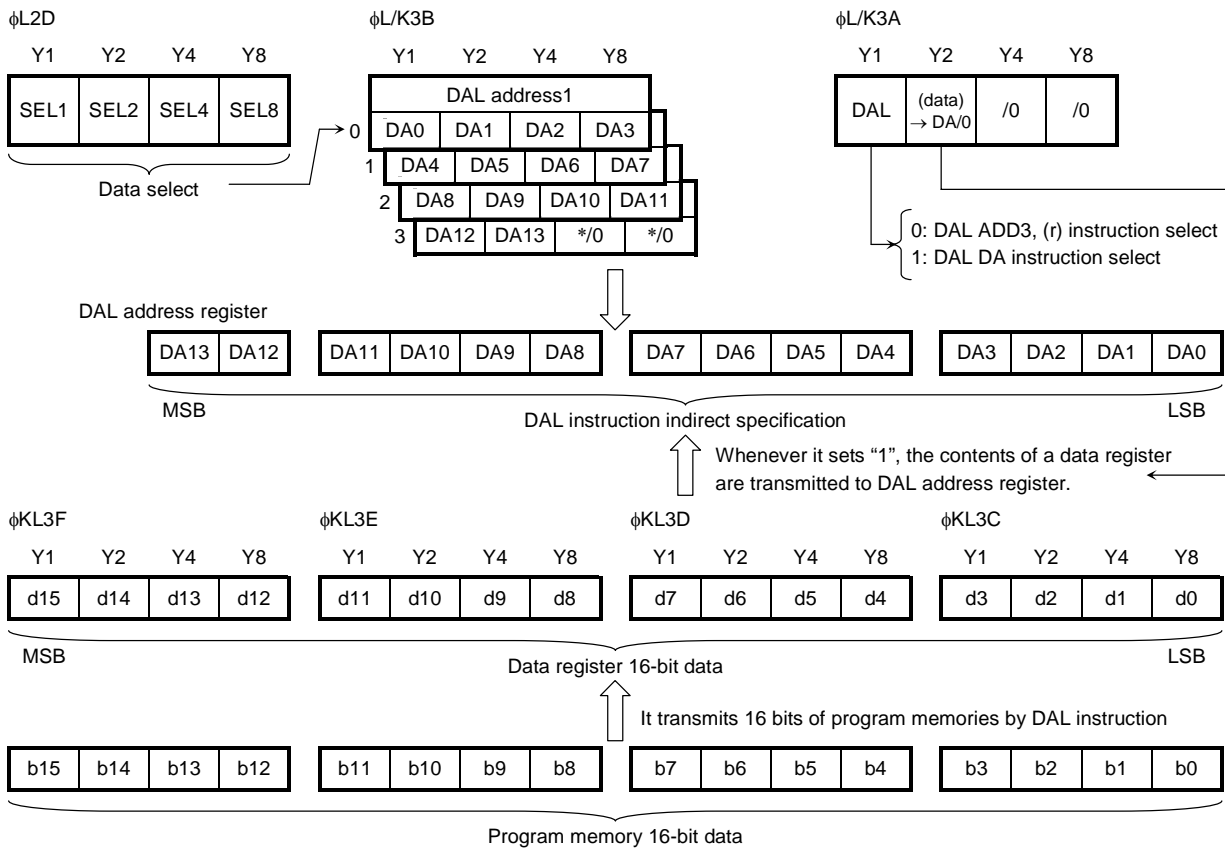 ϕL2D
ϕL/K3B
ϕL/K3A
Y1 Y2 Y4 Y8
Y1 Y2 Y4 Y8
Y1 Y2 Y4 Y8
SEL1 SEL2 SEL4 SEL8
Data select
DAL address1
0 DA0 DA1 DA2 DA3
1 DA4 DA5 DA6 DA7
2 DA8 DA9 DA10 DA11
3 DA12 DA13 */0 */0
DAL (data) → DA/0 /0 /0
0: DAL ADD3, (r) instruction select
1: DAL DA instruction select
DAL address register
DA13 DA12 DA11 DA10 DA9 DA8 DA7 DA6 DA5 DA4 DA3 DA2 DA1 DA0
MSB LSB
DAL instruction indirect specification
Whenever it sets “1”, the contents of a data register
are transmitted to DAL address register.
ϕKL3F ϕKL3E ϕKL3D ϕKL3C
Y1 Y2 Y4 Y8 Y1 Y2 Y4 Y8 Y1 Y2 Y4 Y8 Y1 Y2 Y4 Y8
d15 d14 d13 d12 d11 d10 d9 d8 d7 d6 d5 d4 d3 d2 d1 d0
MSB LSB
Data register 16-bit data
It transmits 16 bits of program memories by DAL instruction
b15 b14 b13 b12 b11 b10 b9 b8 b7 b6 b5 b4 b3 b2 b1 b0
Program memory 16-bit data